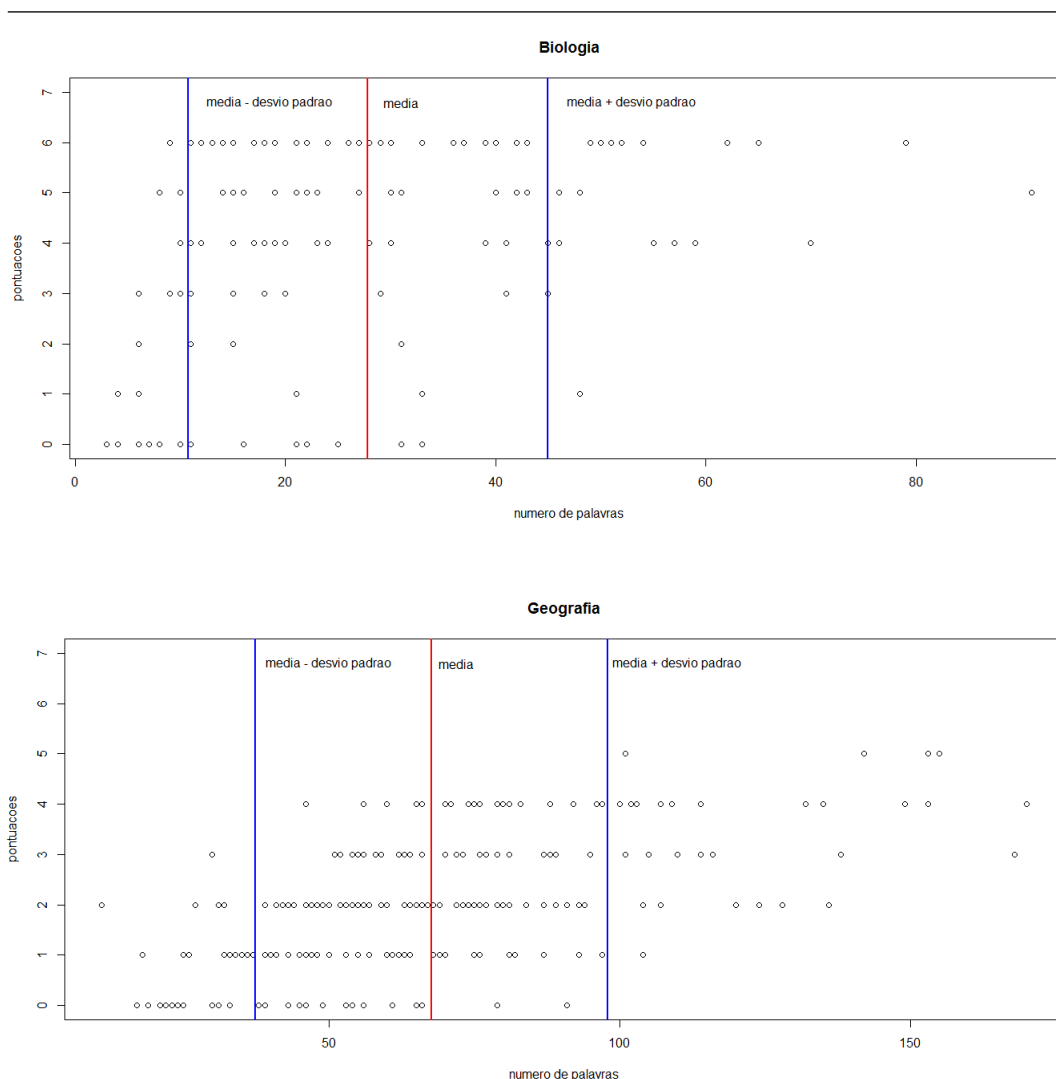 Biologia
media - desvio padrao media media + desvio padrao
pontuacoes
7
6
5
4
3
2
1
0
0 20 40 60 80
numero de palavras
Geografia
media - desvio padrao media media + desvio padrao
pontuacoes
7
6
5
4
3
2
1
0
50 100 150
numero de palavras